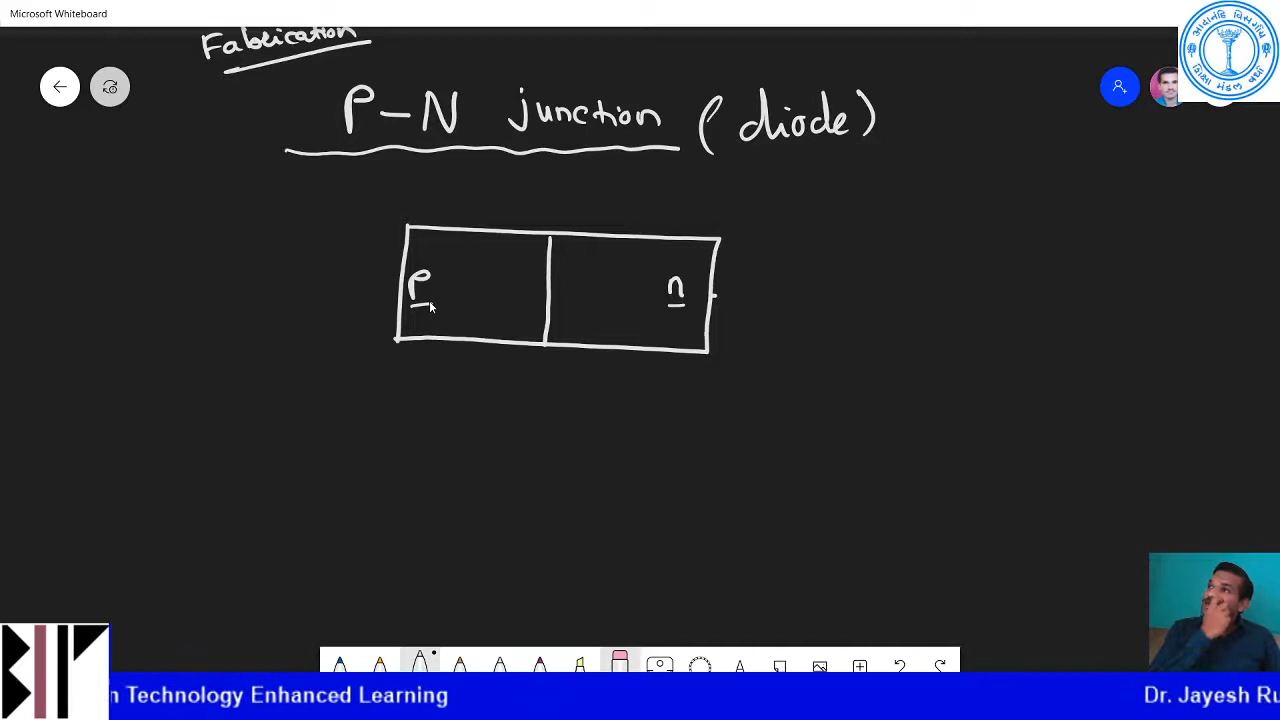 Microsoft Whiteboard
Fabrication
P-N junction (diode)
P
n
n Technology Enhanced Learning
Dr. Jayesh Ru